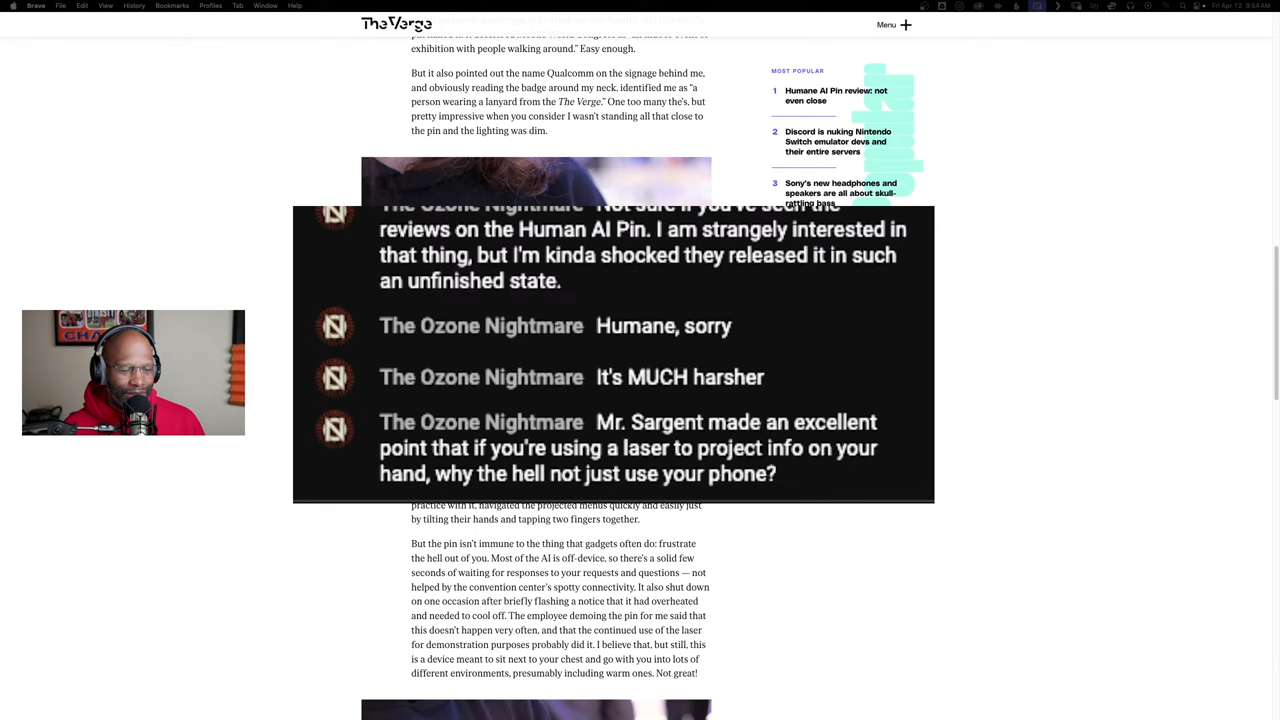 Brave File Edit View History Bookmarks Profiles Tab Window Help
Fri Apr 12 9:54 AM
The Verge
Menu
exhibition with people walking around.” Easy enough.
But it also pointed out the name Qualcomm on the signage behind me,
and obviously reading the badge around my neck, identified me as “a
person wearing a lanyard from the The Verge.” One too many the’s, but
pretty impressive when you consider I wasn’t standing all that close to
the pin and the lighting was dim.
MOST POPULAR
1 Humane AI Pin review: not
even close
2 Discord is nuking Nintendo
Switch emulator devs and
their entire servers
3 Sony’s new headphones and
speakers are all about skull-
rattling bass
The Ozone Nightmare Not sure if you've seen the
reviews on the Human AI Pin. I am strangely interested in
that thing, but I'm kinda shocked they released it in such
an unfinished state.
The Ozone Nightmare Humane, sorry
The Ozone Nightmare It's MUCH harsher
The Ozone Nightmare Mr. Sargent made an excellent
point that if you're using a laser to project info on your
hand, why the hell not just use your phone?
practice with it, navigated the projected menus quickly and easily just
by tilting their hands and tapping two fingers together.
But the pin isn’t immune to the thing that gadgets often do: frustrate
the hell out of you. Most of the AI is off-device, so there’s a solid few
seconds of waiting for responses to your requests and questions — not
helped by the convention center’s spotty connectivity. It also shut down
on one occasion after briefly flashing a notice that it had overheated
and needed to cool off. The employee demoing the pin for me said that
this doesn’t happen very often, and that the continued use of the laser
for demonstration purposes probably did it. I believe that, but still, this
is a device meant to sit next to your chest and go with you into lots of
different environments, presumably including warm ones. Not great!